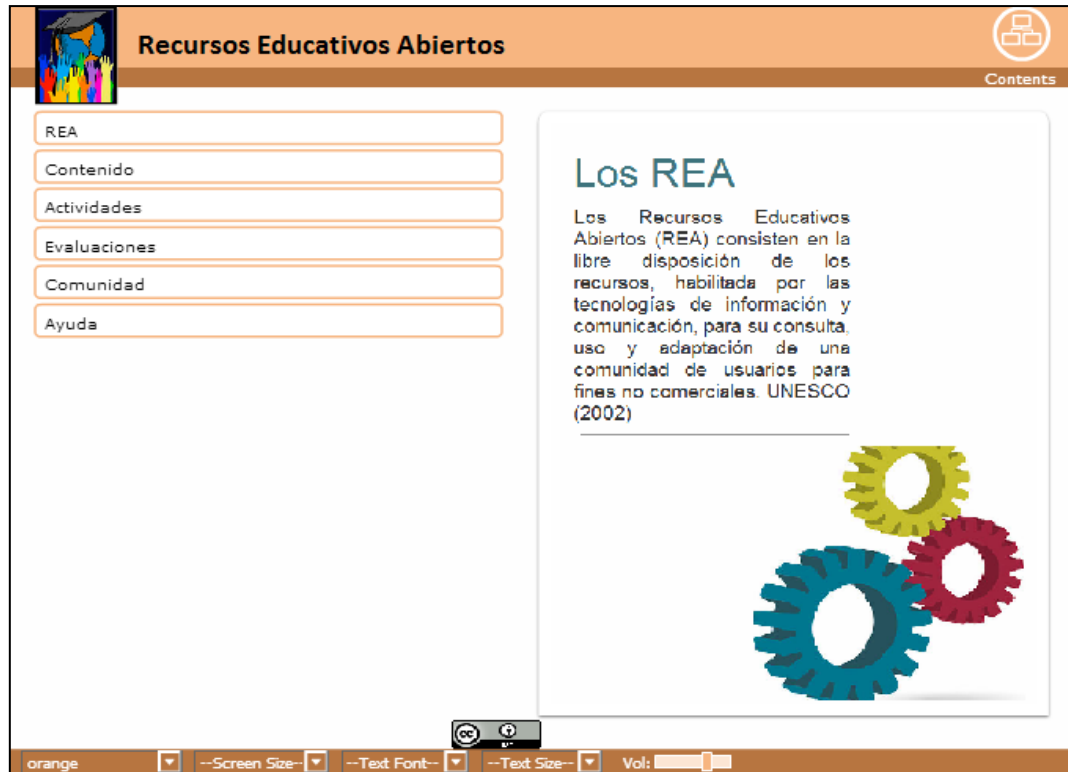 Recursos Educativos Abiertos
Contents
REA
Contenido
Actividades
Evaluaciones
Comunidad
Ayuda
Los REA
Los Recursos Educativos
Abiertos (REA) consisten en la
libre disposición de los
recursos, habilitada por las
tecnologías de información y
comunicación, para su consulta,
uso y adaptación de una
comunidad de usuarios para
fines no comerciales. UNESCO
(2002)
cc
orange
--Screen Size--
--Text Font--
--Text Size--
Vol: